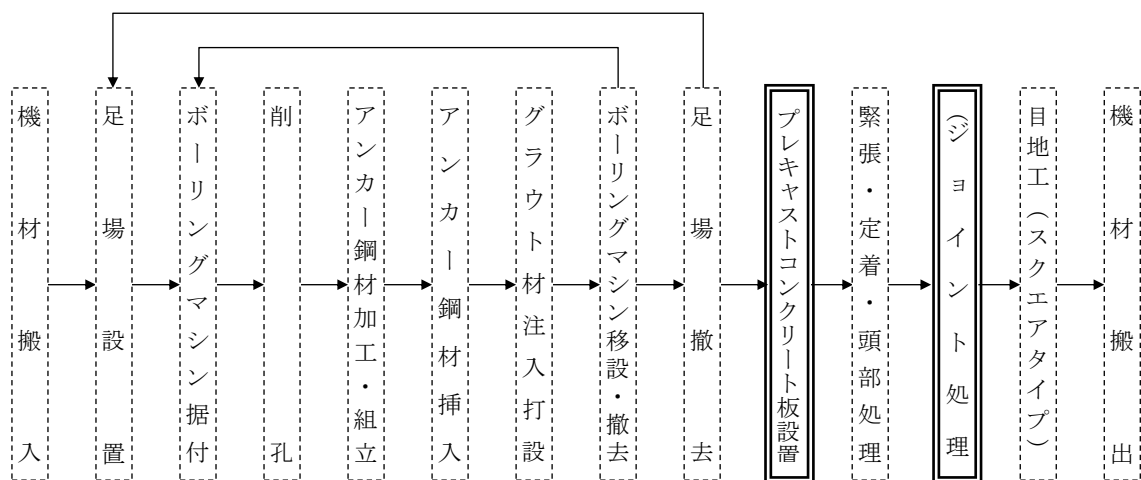 機材搬入
足場設置
ボーリングマシン据付
削孔
アンカー鋼材加工・組立
アンカー鋼材挿入
グラウト材注入打設
ボーリングマシン移設・撤去
足場撤去
プレキャストコンクリート板設置
緊張・定着・頭部処理
(ジョイント処理
目地工(スクエアタイプ)
機材搬出